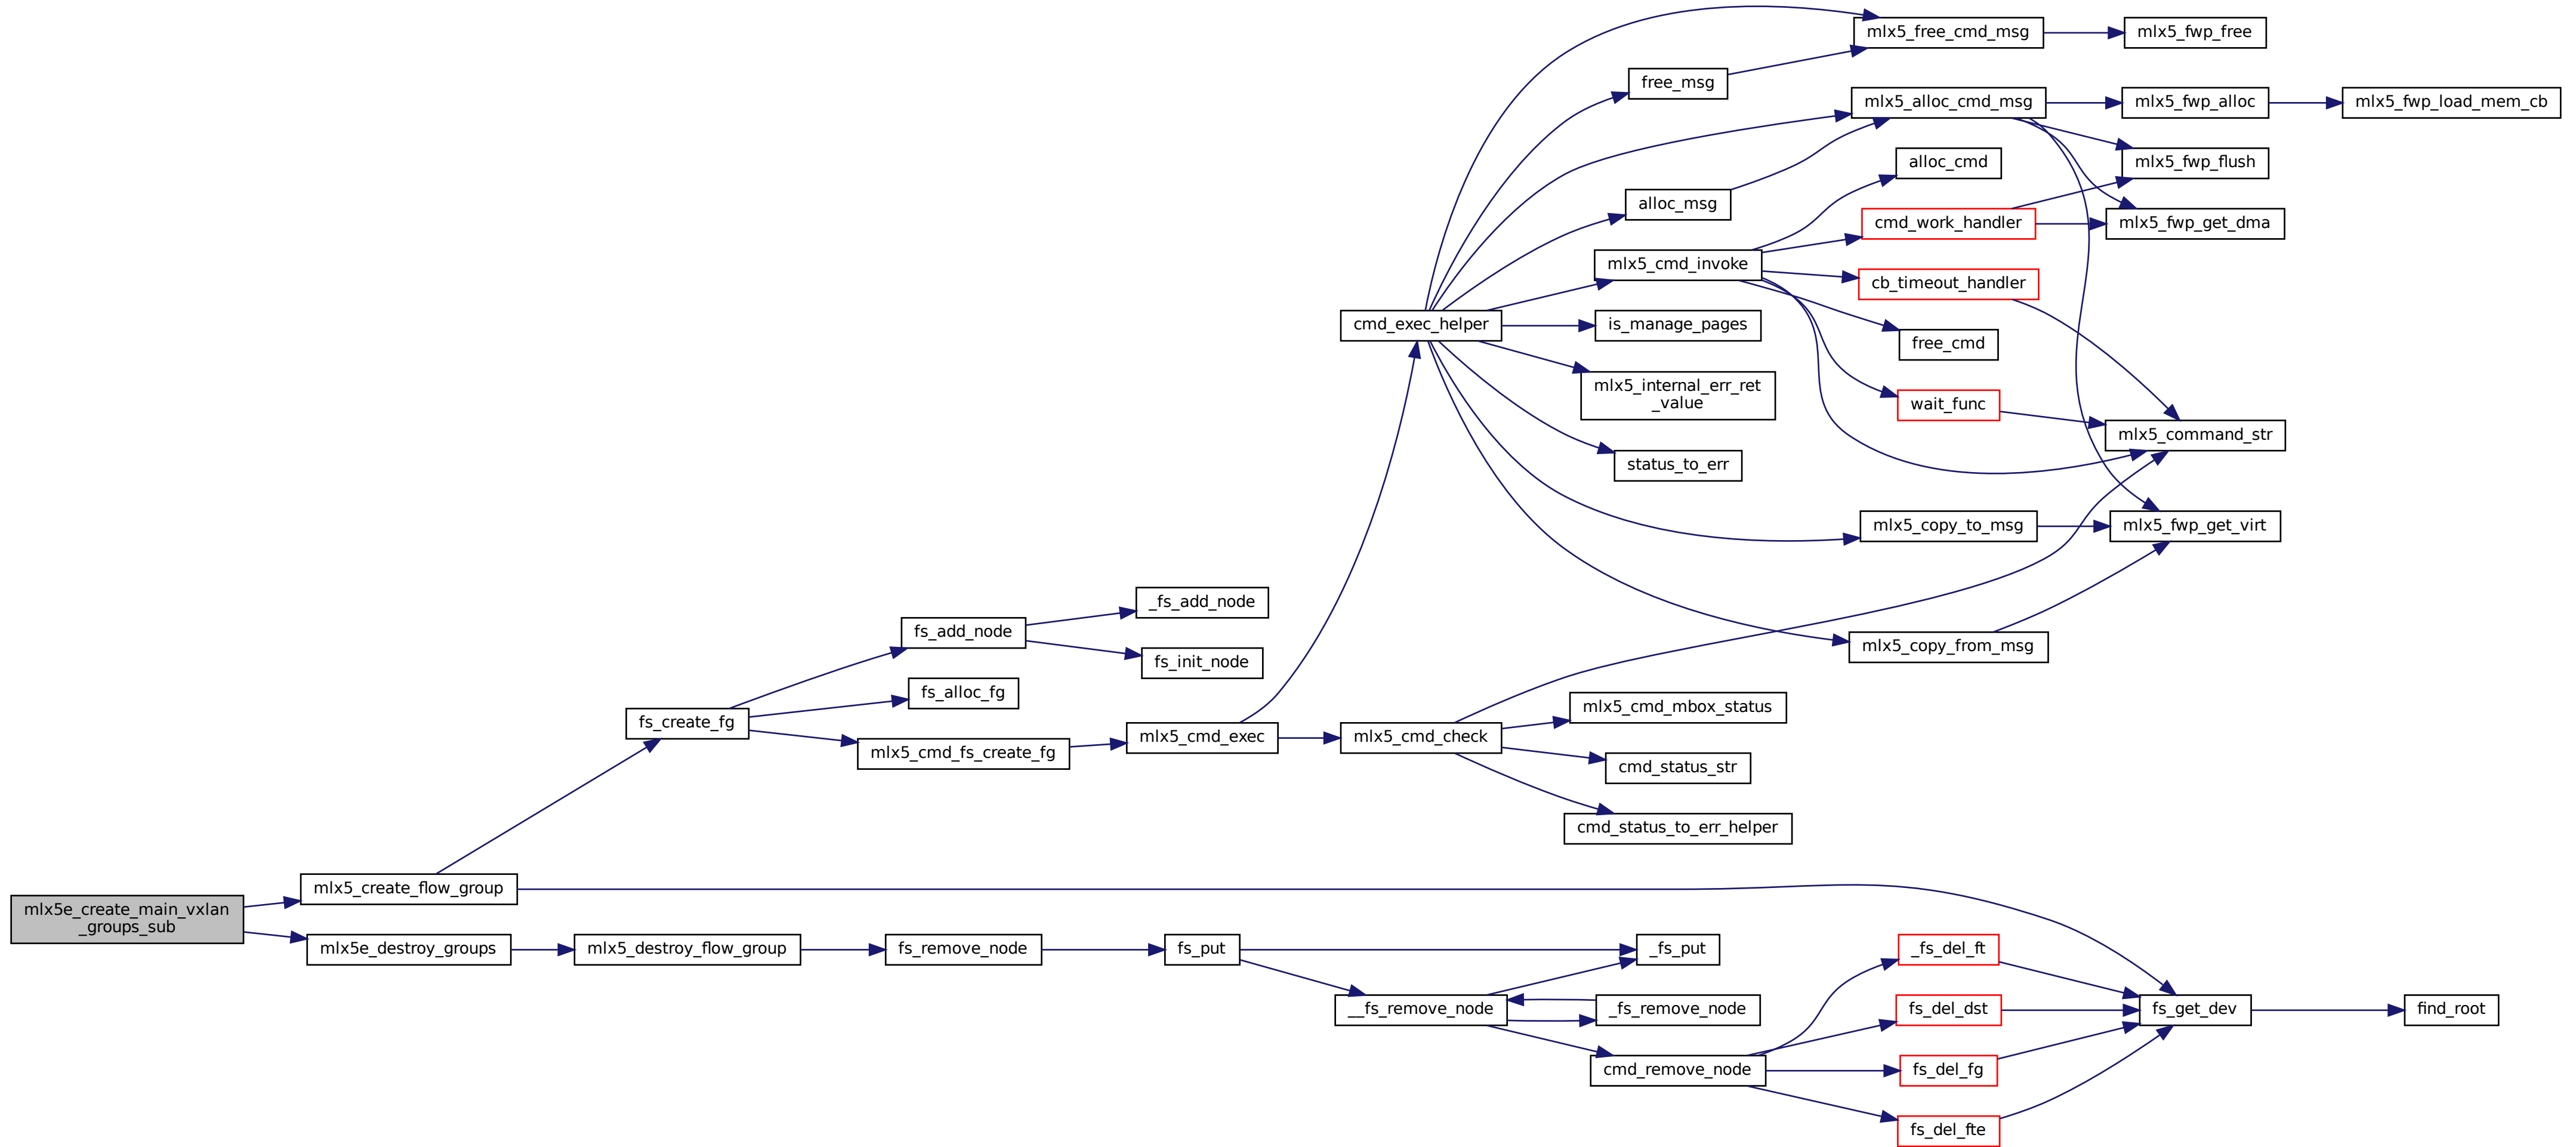 mlx5_free_cmd_msg
mlx5_fwp_free
free_msg
mlx5_alloc_cmd_msg
mlx5_fwp_alloc
mlx5_fwp_load_mem_cb
alloc_cmd
mlx5_fwp_flush
alloc_msg
cmd_work_handler
mlx5_fwp_get_dma
mlx5_cmd_invoke
cb_timeout_handler
cmd_exec_helper
is_manage_pages
free_cmd
mlx5_internal_err_ret
_value
wait_func
mlx5_command_str
status_to_err
mlx5_copy_to_msg
mlx5_fwp_get_virt
_fs_add_node
fs_add_node
mlx5_copy_from_msg
fs_init_node
fs_alloc_fg
mlx5_cmd_mbox_status
fs_create_fg
mlx5_cmd_fs_create_fg
mlx5_cmd_exec
mlx5_cmd_check
cmd_status_str
cmd_status_to_err_helper
mlx5_create_flow_group
mlx5e_create_main_vxlan
_groups_sub
mlx5e_destroy_groups
mlx5_destroy_flow_group
fs_remove_node
fs_put
_fs_put
_fs_del_ft
__fs_remove_node
_fs_remove_node
fs_del_dst
fs_get_dev
find_root
cmd_remove_node
fs_del_fg
fs_del_fte